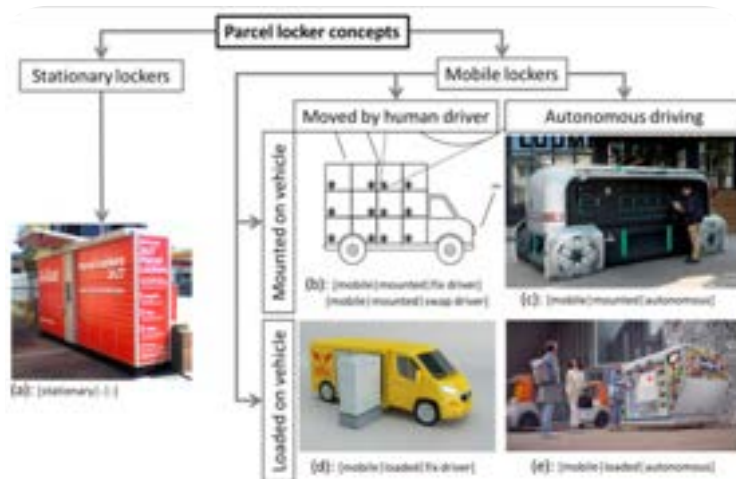 Parcel locker concepts
Stationary lockers
Mobile lockers
Moved by human driver
Autonomous driving
Mounted on vehicle
(b): [mobile|mounted|fix driver]
[mobile|mounted|swap driver]
(c): [mobile|mounted|autonomous]
(a): [stationary|-|-]
Loaded on vehicle
(d): [mobile|loaded|fix driver]
(e): [mobile|loaded|autonomous]